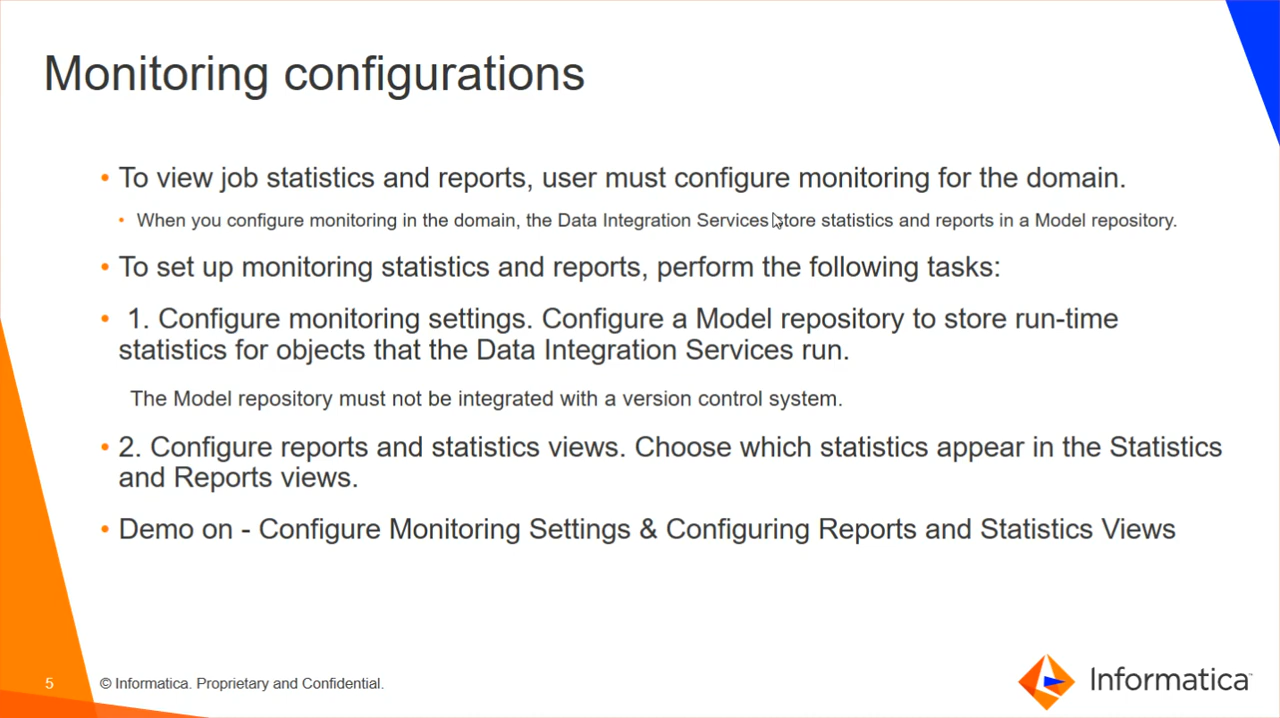 Monitoring configurations
• To view job statistics and reports, user must configure monitoring for the domain.
• When you configure monitoring in the domain, the Data Integration Services store statistics and reports in a Model repository.
• To set up monitoring statistics and reports, perform the following tasks:
• 1. Configure monitoring settings. Configure a Model repository to store run-time
statistics for objects that the Data Integration Services run.
The Model repository must not be integrated with a version control system.
• 2. Configure reports and statistics views. Choose which statistics appear in the Statistics
and Reports views.
• Demo on - Configure Monitoring Settings & Configuring Reports and Statistics Views
5
© Informatica. Proprietary and Confidential.
Informatica™